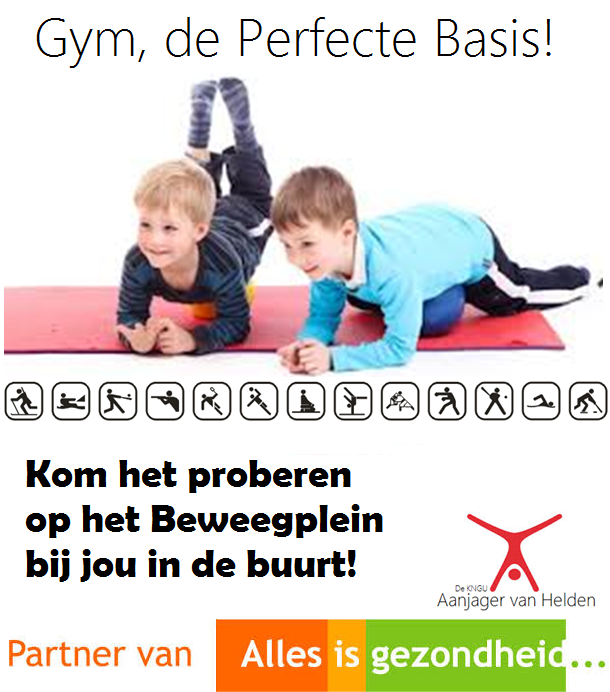 Gym, de Perfecte Basis!
Kom het proberen
op het Beweegplein
bij jou in de buurt!
De KNGU
Aanjager van Helden
Partner van Alles is gezondheid...